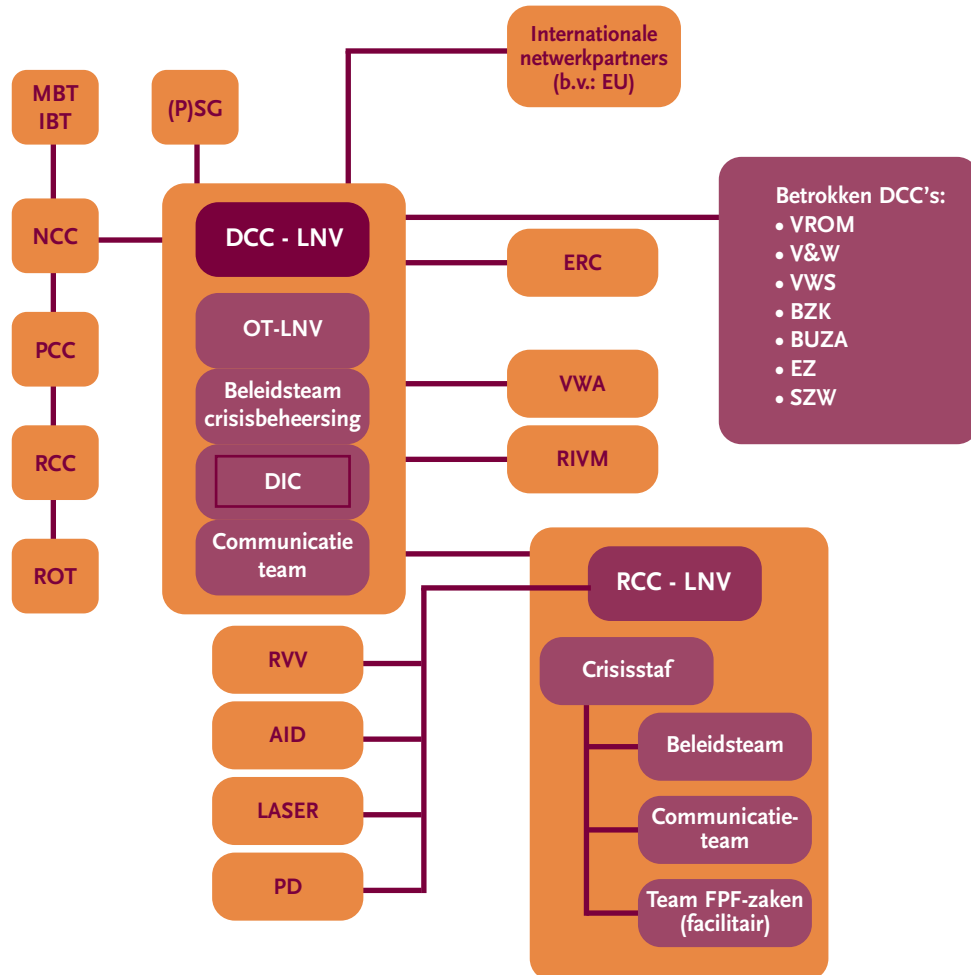 Internationale
netwerkpartners
(b.v.: EU)
MBT
IBT
(P)SG
NCC
DCC - LNV
OT-LNV
Beleidsteam
crisisbeheersing
DIC
Communicatie
team
Betrokken DCC's:
• VROM
• V&W
• VWS
• BZK
• BUZA
• EZ
• SZW
ERC
VWA
RIVM
PCC
RCC
ROT
RCC - LNV
Crisisstaf
Beleidsteam
Communicatie-
team
Team FPF-zaken
(facilitair)
RVV
AID
LASER
PD